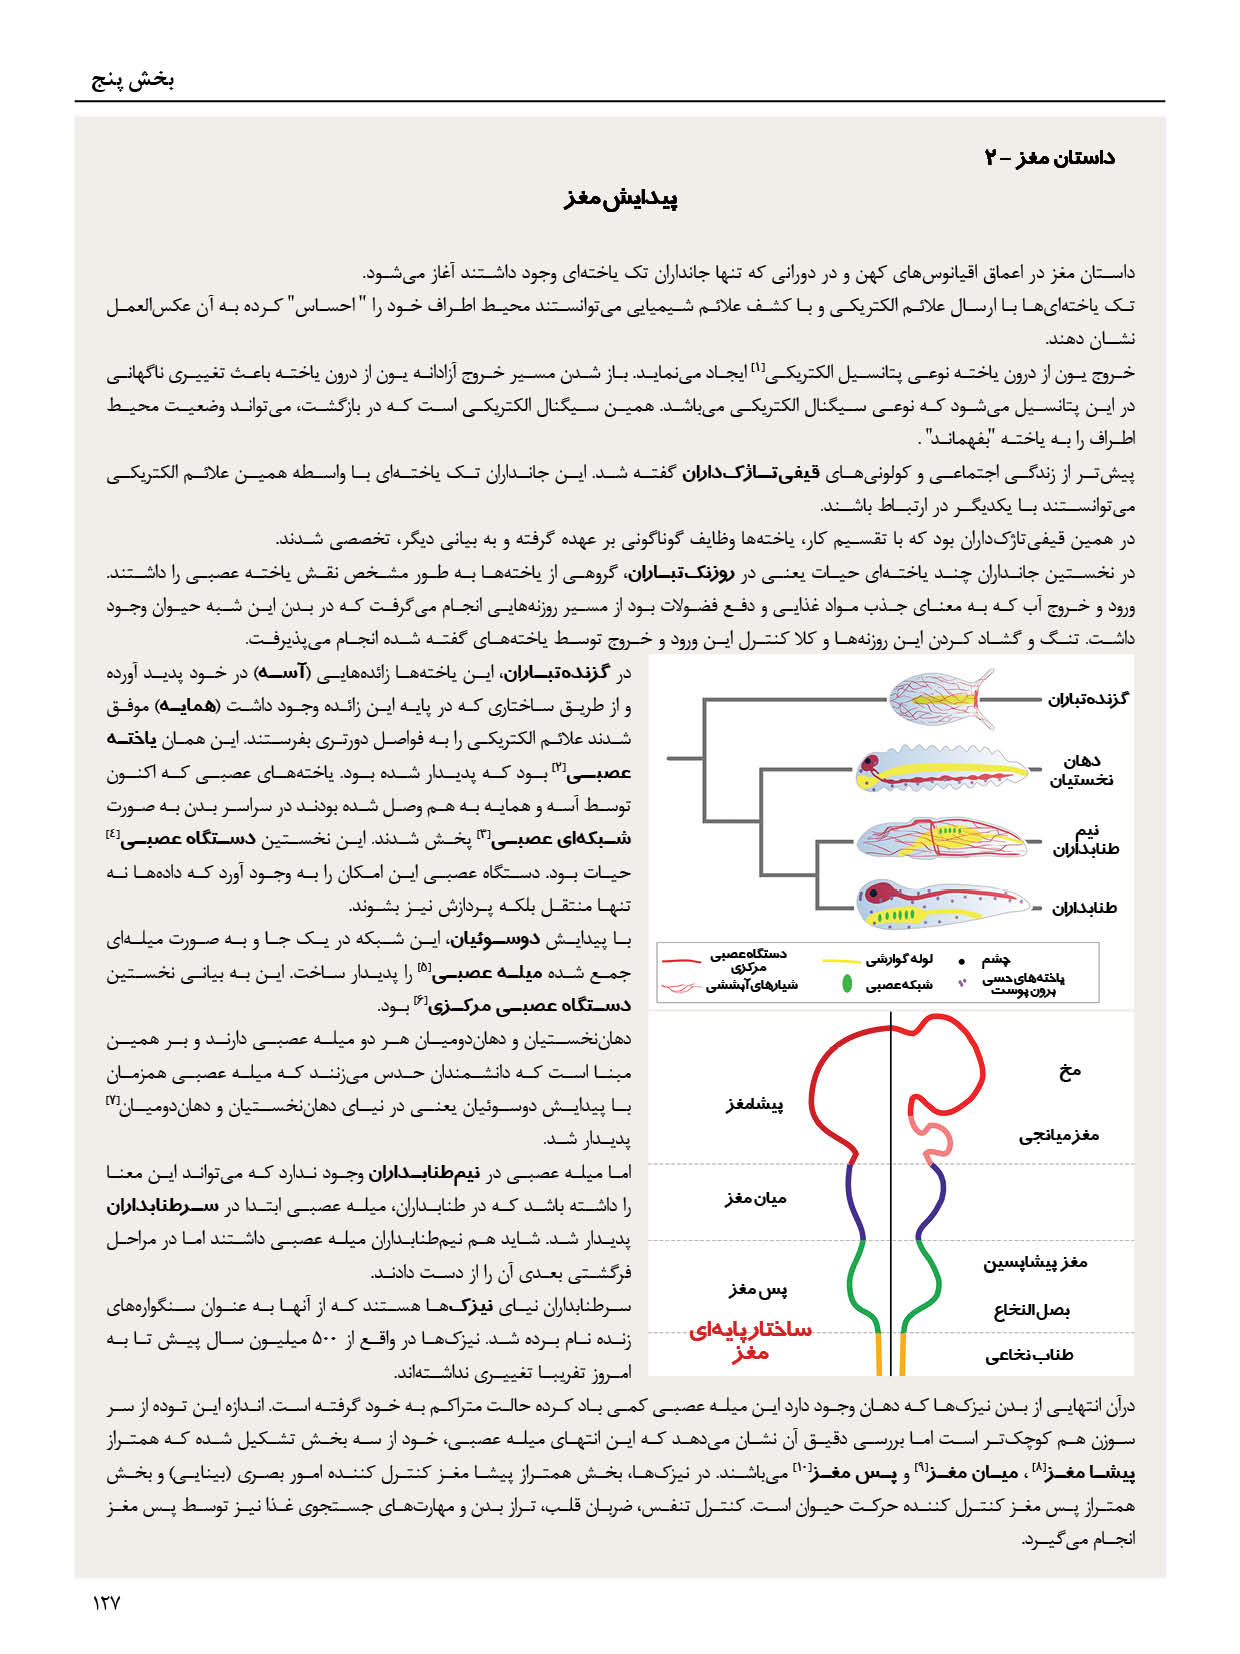 بخش پنج
داستان مغز – ۲
پیدایش مغز
داستان مغز در اعماق اقیانوس‌های کهن و در دورانی که تنها جانداران تک یاخته‌ای وجود داشتند آغاز می‌شود.
تک یاخته‌ای‌ها با ارسال علائم الکتریکی و با کشف علائم شیمیایی می‌توانستند محیط اطراف خود را " احساس" کرده به آن عکس‌العمل
نشان دهند.
خروج یون از درون یاخته نوعی پتانسیل الکتریکی[۱] ایجاد می‌نماید. باز شدن مسیر خروج آزادانه یون از درون یاخته باعث تغییری ناگهانی
در این پتانسیل می‌شود که نوعی سیگنال الکتریکی می‌باشد. همین سیگنال الکتریکی است که در بازگشت، می‌تواند وضعیت محیط
اطراف را به یاخته "بفهماند" .
پیش‌تر از زندگی اجتماعی و کولونی‌های قیفی‌تاژک‌داران گفته شد. این جانداران تک یاخته‌ای با واسطه همین علائم الکتریکی
می‌توانستند با یکدیگر در ارتباط باشند.
در همین قیفی‌تاژک‌داران بود که با تقسیم کار، یاخته‌ها وظایف گوناگونی بر عهده گرفته و به بیانی دیگر، تخصصی شدند.
در نخستین جانداران چند یاخته‌ای حیات یعنی در روزنک‌تباران، گروهی از یاخته‌ها به طور مشخص نقش یاخته عصبی را داشتند.
ورود و خروج آب که به معنای جذب مواد غذایی و دفع فضولات بود از مسیر روزنه‌هایی انجام می‌گرفت که در بدن این شبه حیوان وجود
داشت. تنگ و گشاد کردن این روزنه‌ها و کلا کنترل این ورود و خروج توسط یاخته‌های گفته شده انجام می‌پذیرفت.
در گزنده‌تباران، این یاخته‌ها زائده‌هایی (آسه) در خود پدید آورده
و از طریق ساختاری که در پایه این زائده وجود داشت (همایه) موفق
شدند علائم الکتریکی را به فواصل دورتری بفرستند. این همان یاخته
عصبی[۲] بود که پدیدار شده بود. یاخته‌های عصبی که اکنون
توسط آسه و همایه به هم وصل شده بودند در سراسر بدن به صورت
شبکه‌ای عصبی[۳] پخش شدند. این نخستین دستگاه عصبی[٤]
حیات بود. دستگاه عصبی این امکان را به وجود آورد که داده‌ها نه
تنها منتقل بلکه پردازش نیز بشوند.
با پیدایش دوسوئیان، این شبکه در یک جا و به صورت میله‌ای
جمع شده میله عصبی[۵] را پدیدار ساخت. این به بیانی نخستین
دستگاه عصبی مرکزی[۶] بود.
دهان‌نخستیان و دهان‌دومیان هر دو میله عصبی دارند و بر همین
مبنا است که دانشمندان حدس می‌زنند که میله عصبی همزمان
با پیدایش دوسوئیان یعنی در نیای دهان‌نخستیان و دهان‌دومیان[۷]
پدیدار شد.
اما میله عصبی در نیم‌طنابداران وجود ندارد که می‌تواند این معنا
را داشته باشد که در طنابداران، میله عصبی ابتدا در سرطنابداران
پدیدار شد. شاید هم نیم‌طنابداران میله عصبی داشتند اما در مراحل
فرگشتی بعدی آن را از دست دادند.
سرطنابداران نیای نیزک‌ها هستند که از آنها به عنوان سنگواره‌های
زنده نام برده شد. نیزک‌ها در واقع از ۵۰۰ میلیون سال پیش تا به
امروز تفریبا تغییری نداشته‌اند.
گزنده‌تباران
دهان
نخستیان
نیم
طنابداران
طنابداران
چشم
لوله گوارشی
دستگاه عصبی
مرکزی
یاخته‌های حسی
برون پوست
شبکه عصبی
شیارهای آبششی
مخ
پیشامغز
مغز میانجی
میان مغز
مغز پیشاپسین
پس مغز
بصل النخاع
ساختار پایه‌ای
مغز
طناب نخاعی
درآن انتهایی از بدن نیزک‌ها که دهان وجود دارد این میله عصبی کمی باد کرده حالت متراکم به خود گرفته است. اندازه این توده از سر
سوزن هم کوچک‌تر است اما بررسی دقیق آن نشان می‌دهد که این انتهای میله عصبی، خود از سه بخش تشکیل شده که همتراز
پیشا مغز[۸] ، میان مغز[۹] و پس مغز[۱۰] می‌باشند. در نیزک‌ها، بخش همتراز پیشا مغز کنترل کننده امور بصری (بینایی) و بخش
همتراز پس مغز کنترل کننده حرکت حیوان است. کنترل تنفس، ضربان قلب، تراز بدن و مهارت‌های جستجوی غذا نیز توسط پس مغز
انجام می‌گیرد.
۱۲۷